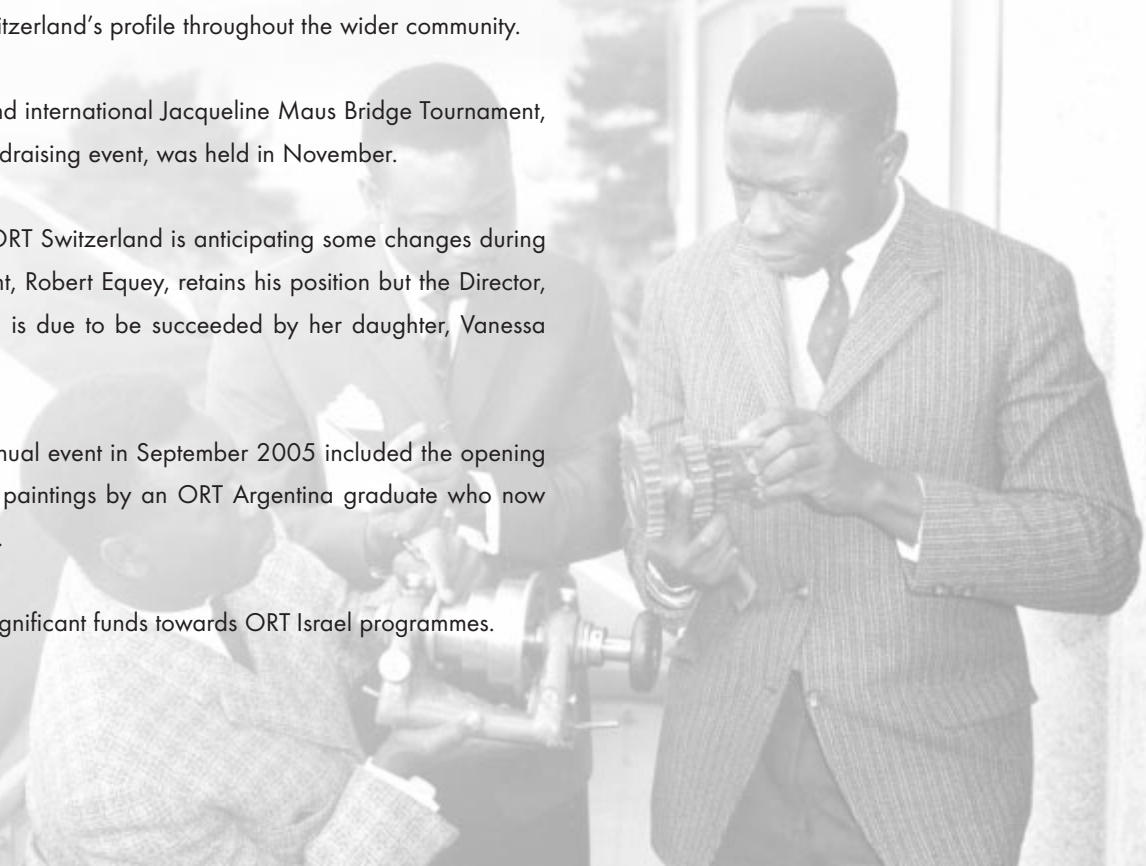 itzerland’s profile throughout the wider community.
nd international Jacqueline Maus Bridge Tournament,
draising event, was held in November.
ORT Switzerland is anticipating some changes during
nt, Robert Equey, retains his position but the Director,
is due to be succeeded by her daughter, Vanessa
nual event in September 2005 included the opening
paintings by an ORT Argentina graduate who now
.
gnificant funds towards ORT Israel programmes.